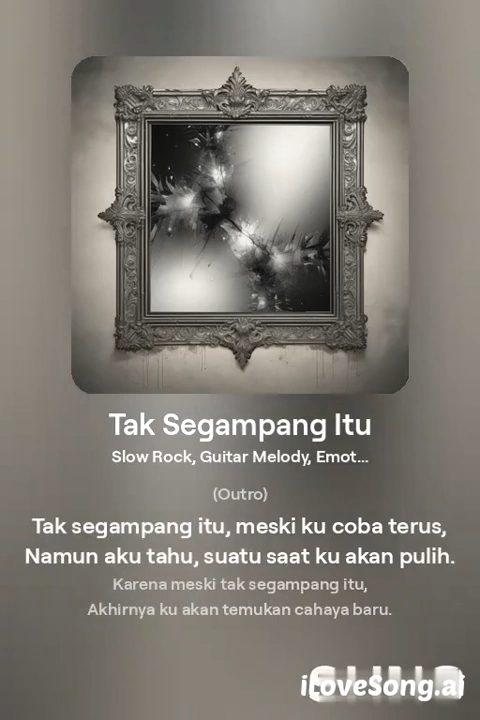 Tak Segampang Itu
Slow Rock, Guitar Melody, Emot...
(Outro)
Tak segampang itu, meski ku coba terus,
Namun aku tahu, suatu saat ku akan pulih.
Karena meski tak segampang itu,
Akhirnya ku akan temukan cahaya baru.
iLoveSong.ai